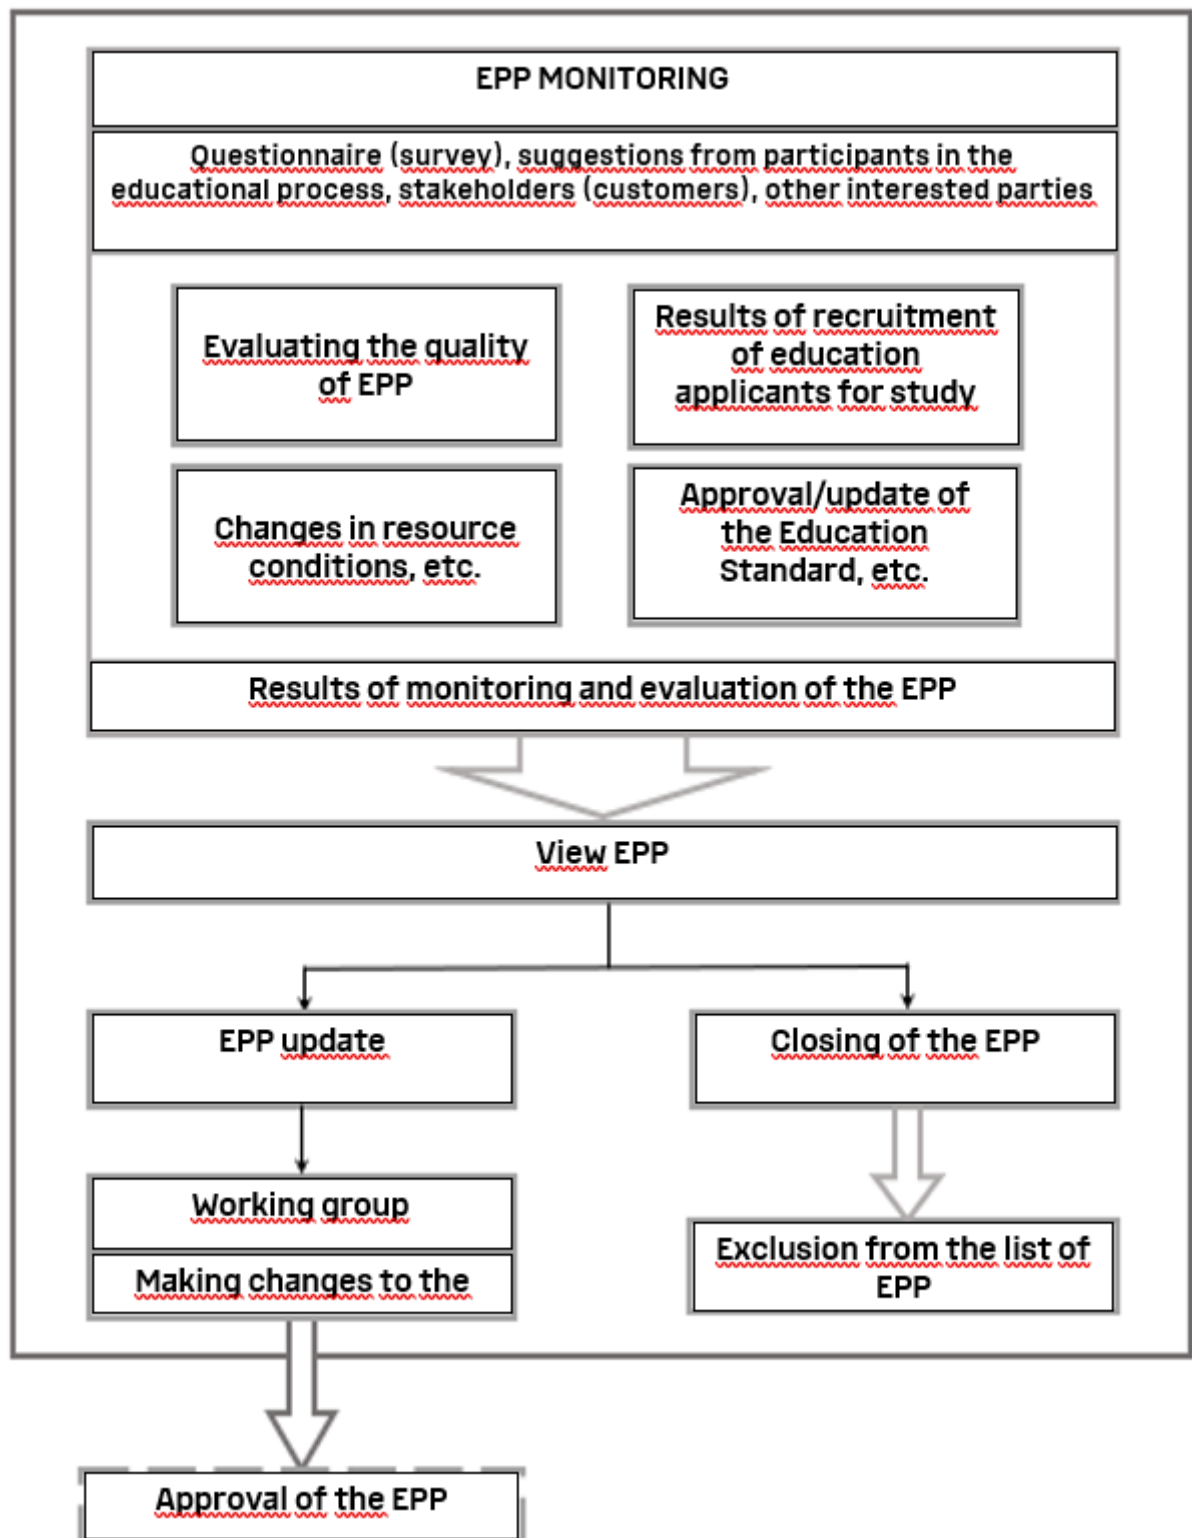 EPP MONITORING
Questionnaire (survey), suggestions from participants in the
educational process, stakeholders (customers), other interested parties
Evaluating the quality
of EPP
Results of recruitment
of education
applicants for study
Changes in resource
conditions, etc.
Approval/update of
the Education
Standard, etc.
Results of monitoring and evaluation of the EPP
View EPP
EPP update
Closing of the EPP
Working group
Making changes to the
Exclusion from the list of
EPP
Approval of the EPP